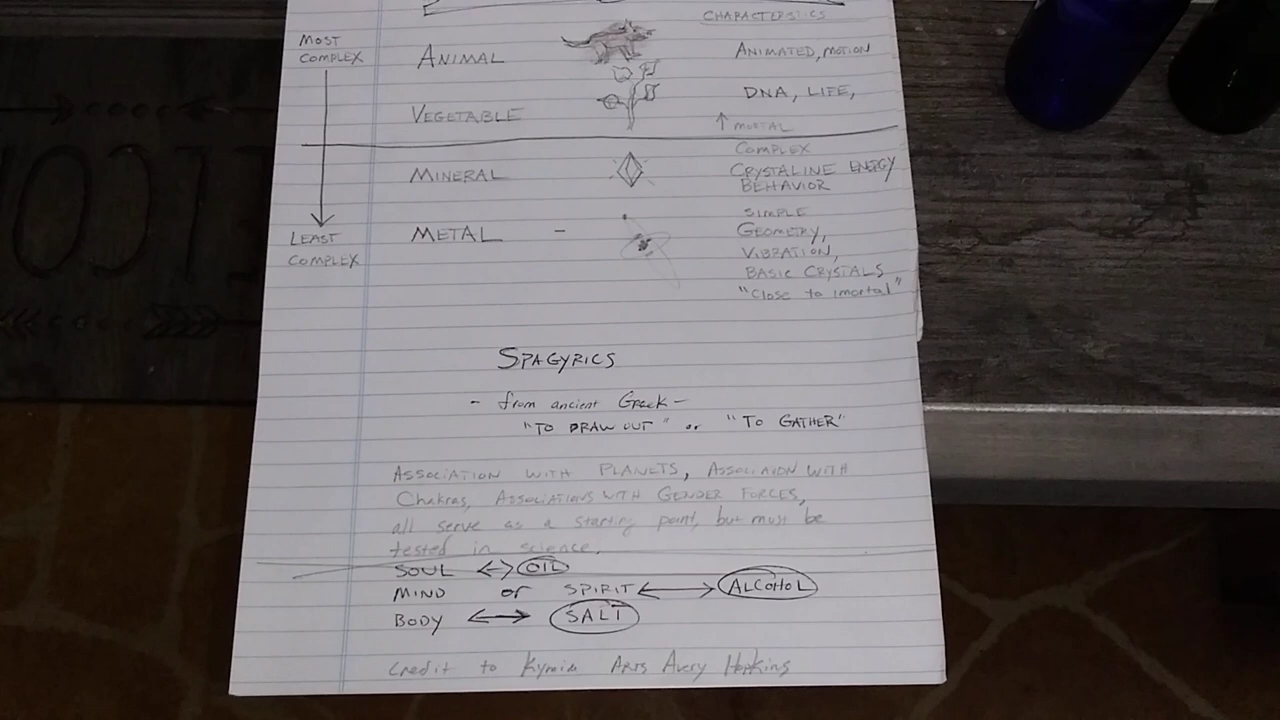 CHARACTERSTICS
MOST
COMPLEX
ANIMAL
ANIMATED, MOTION
VEGETABLE
DNA, LIFE,
↑ MORTAL
MINERAL
COMPLEX
CRYSTALINE ENERGY
BEHAVIOR
LEAST
COMPLEX
METAL -
SIMPLE
GEOMETRY,
VIBRATION,
BASIC CRYSTALS
"Close to imortal"
SPAGYRICS
- from ancient Greek -
"TO DRAW OUT" or "TO GATHER"
ASSOCIATION WITH PLANETS, ASSOCIAION WITH
Chakras, ASSOCIATIONS WITH GENDER FORCES,
all serve as a starting point, but must be
tested in science.
SOUL <-> OIL
MIND or SPIRIT <-> ALCOHOL
BODY <-> SALT
Credit to Kymia Arts Avery Hopkins